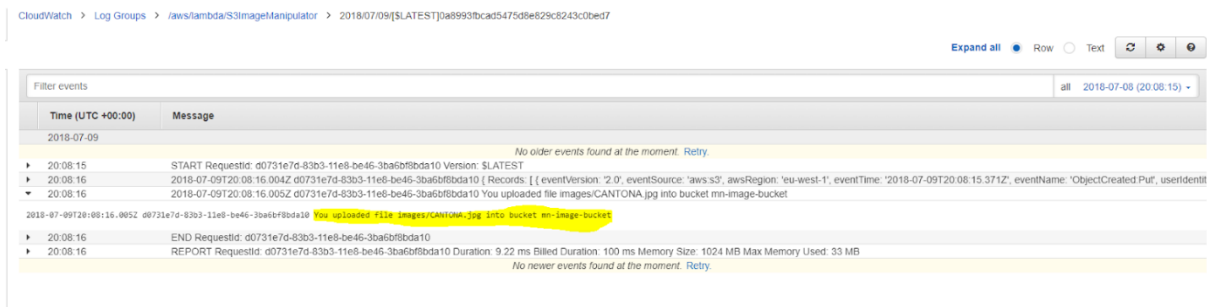 CloudWatch > Log Groups > /aws/lambda/S3ImageManipulator > 2018/07/09/[$LATEST]0a8993fbcad5475d8e829c8243c0bed7
Expand all Row Text
Filter events all 2018-07-08 (20:08:15)
Time (UTC +00:00) Message
2018-07-09
No older events found at the moment. Retry.
20:08:15 START RequestId: d0731e7d-83b3-11e8-be46-3ba6bf8bda10 Version: $LATEST
20:08:16 2018-07-09T20:08:16.004Z d0731e7d-83b3-11e8-be46-3ba6bf8bda10 { Records: [ { eventVersion: '2.0', eventSource: 'aws:s3', awsRegion: 'eu-west-1', eventTime: '2018-07-09T20:08:15.371Z', eventName: 'ObjectCreated:Put', userIdentit
20:08:16 2018-07-09T20:08:16.005Z d0731e7d-83b3-11e8-be46-3ba6bf8bda10 You uploaded file images/CANTONA.jpg into bucket mn-image-bucket
2018-07-09T20:08:16.005Z d0731e7d-83b3-11e8-be46-3ba6bf8bda10 You uploaded file images/CANTONA.jpg into bucket mn-image-bucket
20:08:16 END RequestId: d0731e7d-83b3-11e8-be46-3ba6bf8bda10
20:08:16 REPORT RequestId: d0731e7d-83b3-11e8-be46-3ba6bf8bda10 Duration: 9.22 ms Billed Duration: 100 ms Memory Size: 1024 MB Max Memory Used: 33 MB
No newer events found at the moment. Retry.